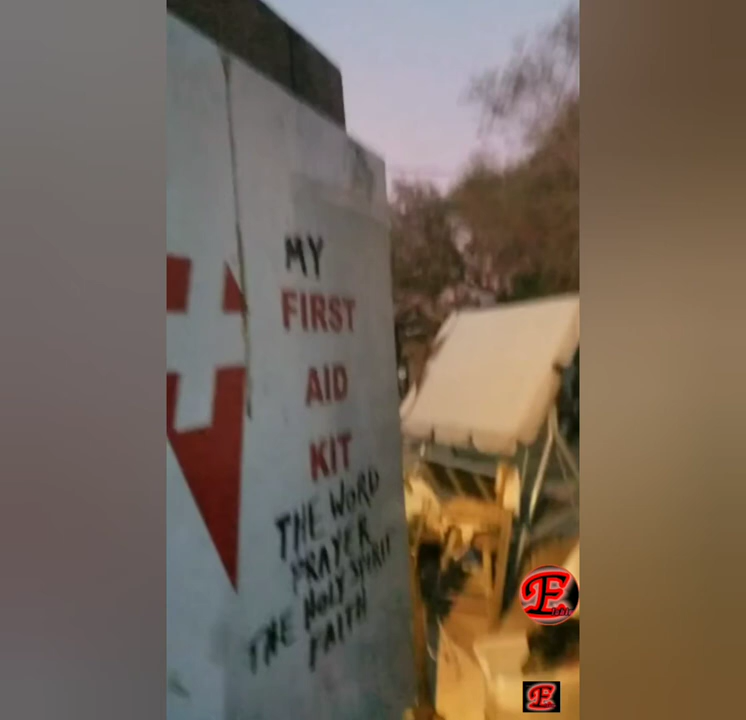 MY
FIRST
AID
KIT
THE WORD
PRAYER
THE HOLY SPIRIT
FAITH
E
E